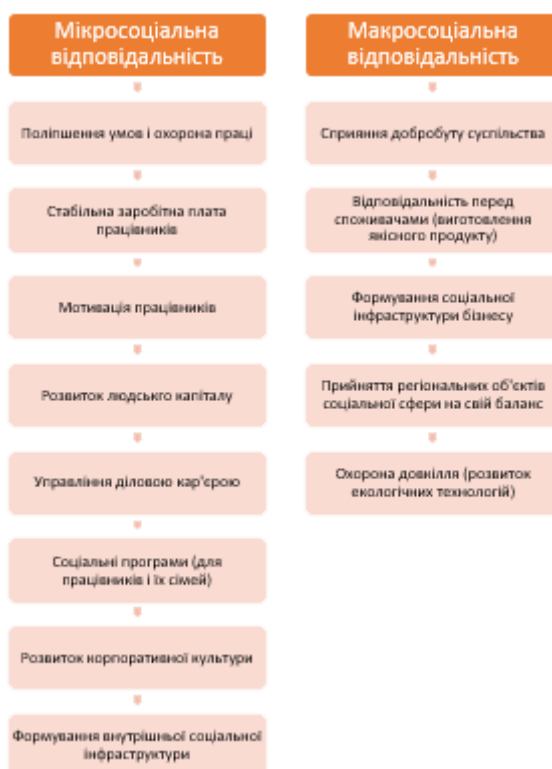 Мікросоціальна
відповідальність
Поліпшення умов і охорона праці
Стабільна заробітна плата
працівників
Мотивація працівників
Розвиток людсьго капіталу
Управління діловою кар'єрою
Соціальні програми (для
працівників і їх сімей)
Розвиток корпоративної культури
Формування внутрішньої соціальної
інфраструктури
Макросоціальна
відповідальність
Сприяння добробуту суспільства
Відповідальність перед
споживачами (виготовлення
якісного продукту)
Формування соціальної
інфраструктури бізнесу
Прийняття регіональних об'єктів
соціальної сфери на свій баланс
Охорона довкілля (розвиток
екологічних технологій)